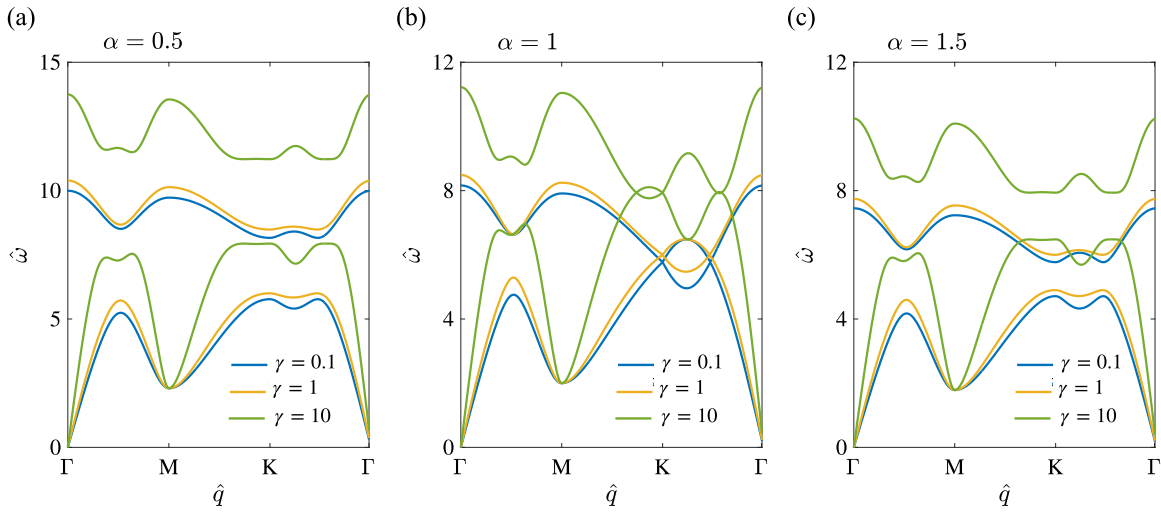 (a)
α = 0.5
15
10
5
0
ω̂
Γ
M
K
Γ
q̂
γ = 0.1
γ = 1
γ = 10
(b)
α = 1
12
8
4
0
ω̂
Γ
M
K
Γ
q̂
γ = 0.1
γ = 1
γ = 10
(c)
α = 1.5
12
8
4
0
ω̂
Γ
M
K
Γ
q̂
γ = 0.1
γ = 1
γ = 10